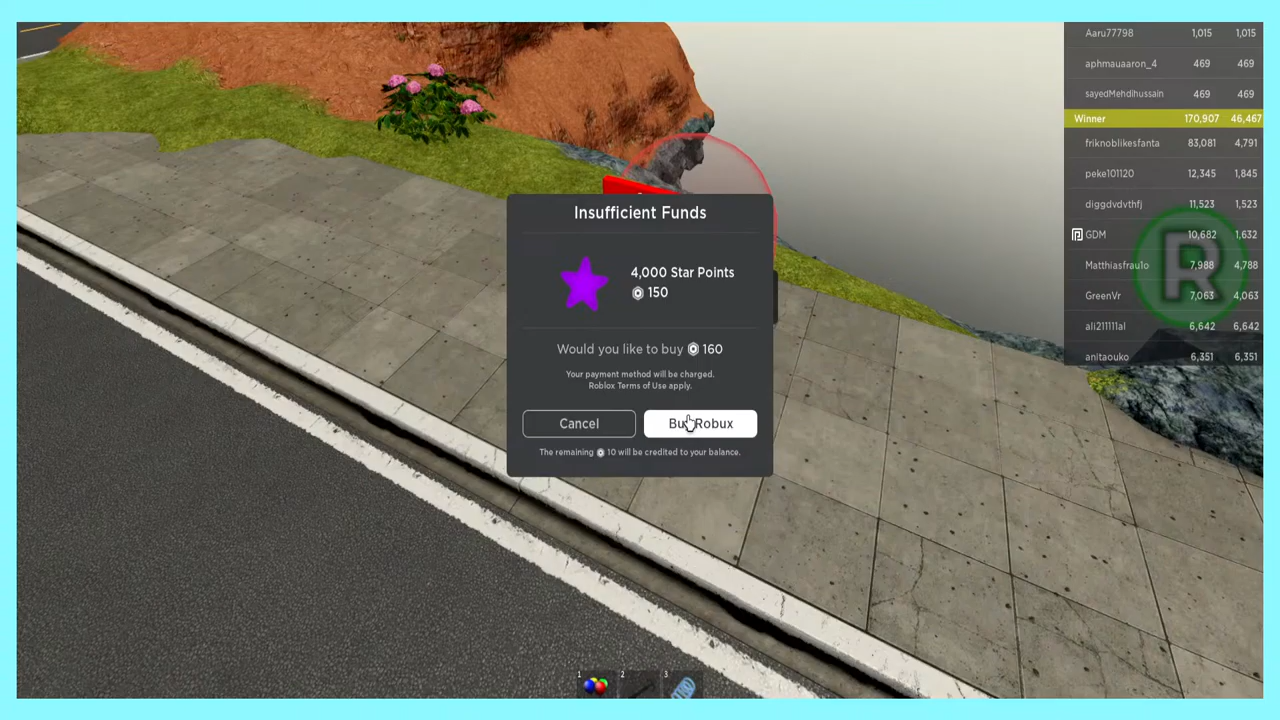 Aaru77798 1,015 1,015
aphmauaaron_4 469 469
sayedMehdihussain 469 469
Winner 170,907 46,467
friknoblikesfanta 83,081 4,791
peke101120 12,345 1,845
diggdvdvthfj 11,523 1,523
GDM 10,682 1,632
Matthiasfrau1o 7,988 4,788
GreenVr 7,063 4,063
ali211111al 6,642 6,642
anitaouko 6,351 6,351
R
Insufficient Funds
4,000 Star Points
150
Would you like to buy 160
Your payment method will be charged.
Roblox Terms of Use apply.
Cancel
Buy Robux
The remaining 10 will be credited to your balance.
1 2 3